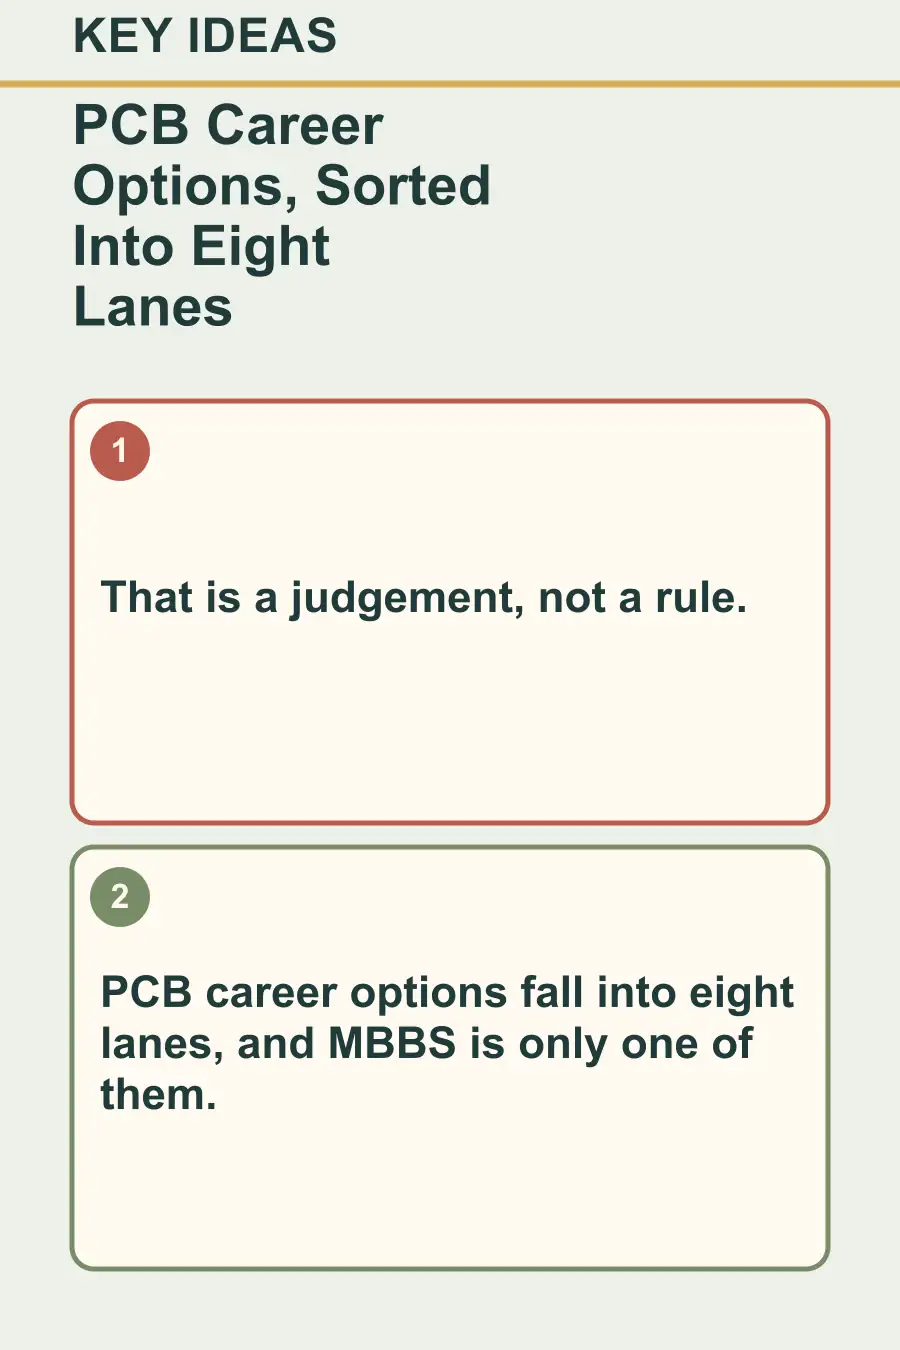 KEY IDEAS
PCB Career
Options, Sorted
Into Eight
Lanes
1
That is a judgement, not a rule.
2
PCB career options fall into eight
lanes, and MBBS is only one of
them.